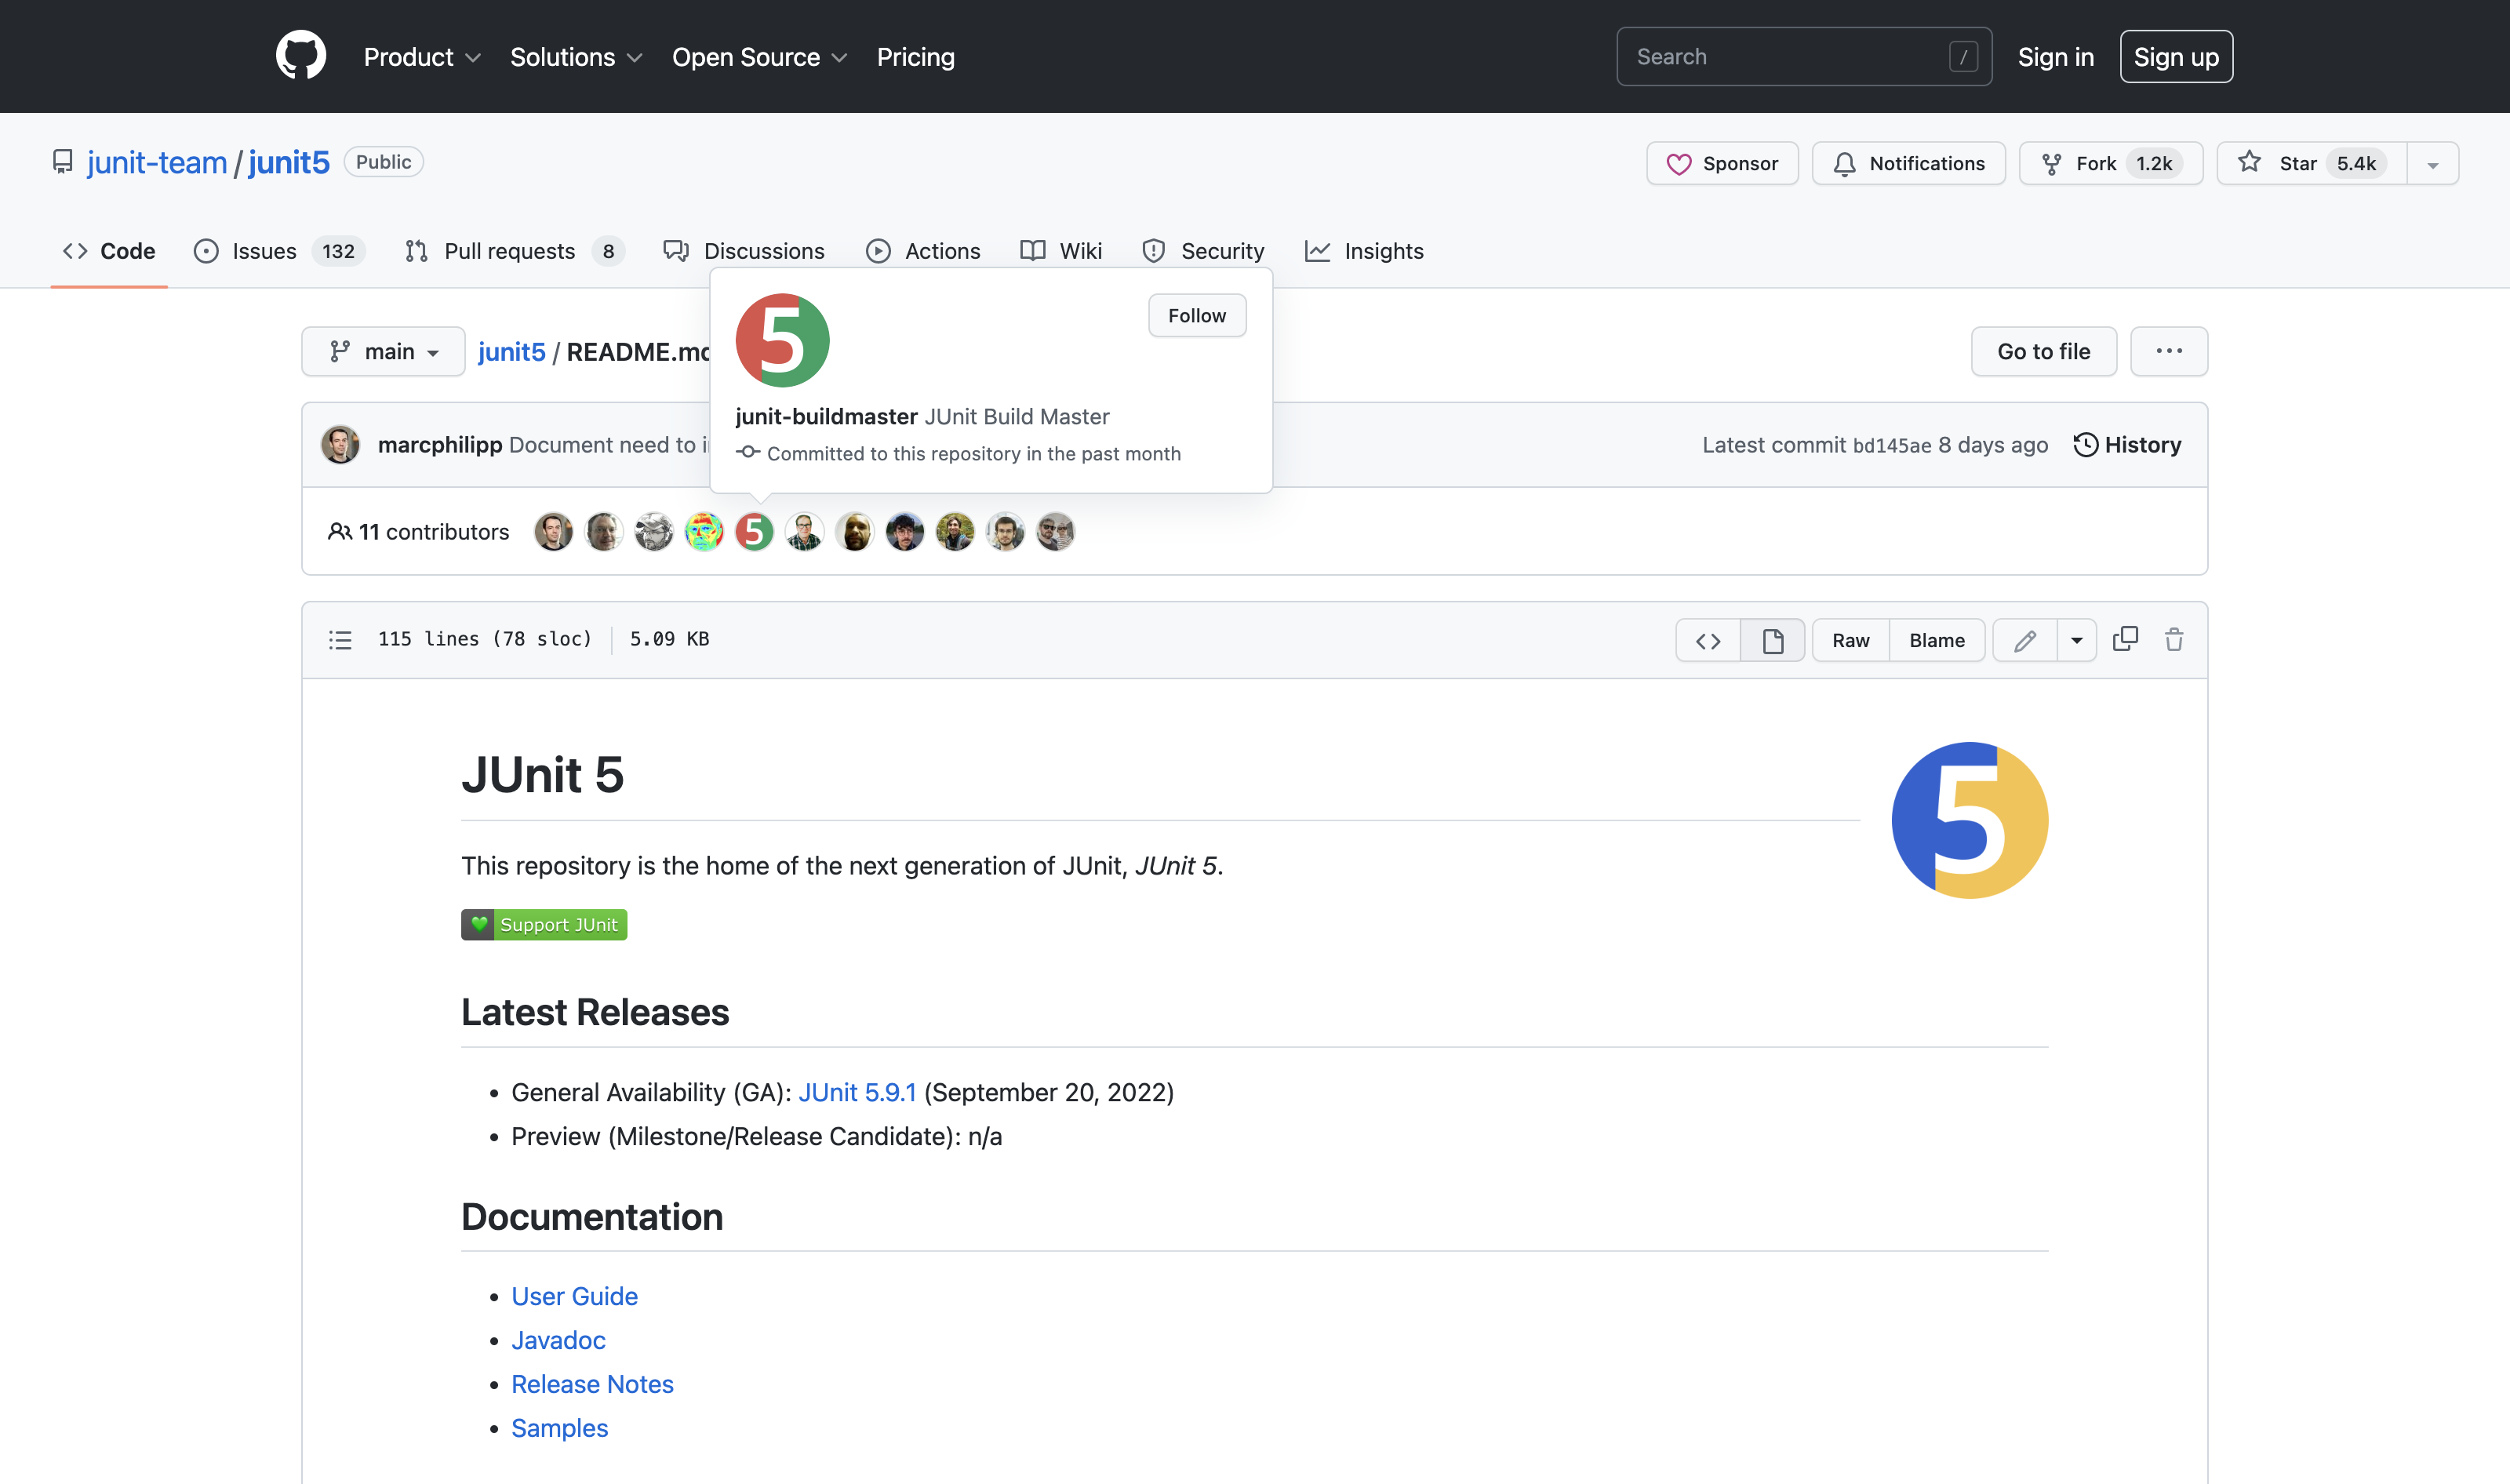 Product Solutions Open Source Pricing Search / Sign in Sign up
junit-team / junit5 Public Sponsor Notifications Fork 1.2k Star 5.4k
Code Issues 132 Pull requests 8 Discussions Actions Wiki Security Insights
Follow
5
main junit5 / README.md Go to file ...
junit-buildmaster JUnit Build Master
marcphilipp Document need to Latest commit bd145ae 8 days ago History
Committed to this repository in the past month
11 contributors 5
115 lines (78 sloc) 5.09 KB Raw Blame
JUnit 5
5
This repository is the home of the next generation of JUnit, JUnit 5.
Support JUnit
Latest Releases
• General Availability (GA): JUnit 5.9.1 (September 20, 2022)
• Preview (Milestone/Release Candidate): n/a
Documentation
• User Guide
• Javadoc
• Release Notes
• Samples